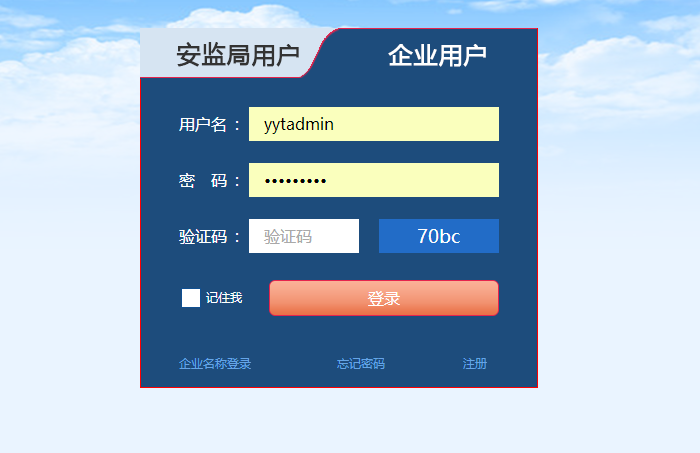 安监局用户 企业用户
用户名 : yytadmin
密 码 : •••••••••
验证码 : 验证码 70bc
记住我 登录
企业名称登录 忘记密码 注册